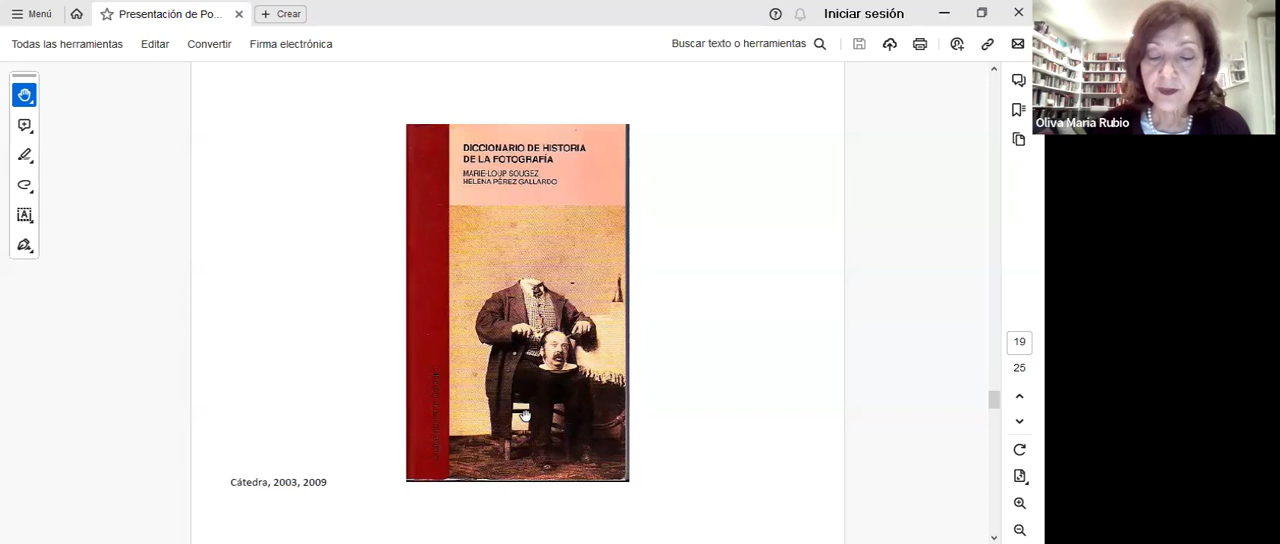 Menú
Presentación de Po...
Crear
Iniciar sesión
Todas las herramientas
Editar
Convertir
Firma electrónica
Buscar texto o herramientas
Oliva María Rubio
DICCIONARIO DE HISTORIA
DE LA FOTOGRAFÍA
MARIE-LOUP SOUGEZ
HELENA PÉREZ GALLARDO
Cátedra, 2003, 2009
19
25